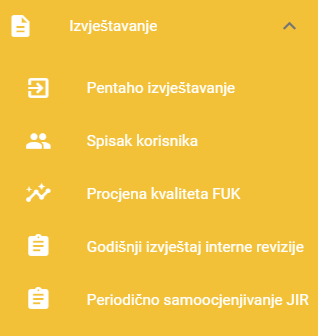 Izvještavanje
Pentaho izvještavanje
Spisak korisnika
Procjena kvaliteta FUK
Godišnji izvještaj interne revizije
Periodično samoocjenjivanje JIR